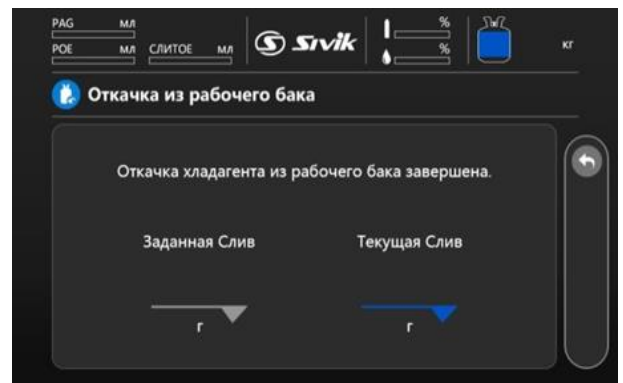 PAG мл
POE мл СЛИТОЕ мл Sivik % % кг
Откачка из рабочего бака
Откачка хладагента из рабочего бака завершена.
Заданная Слив Текущая Слив
г г